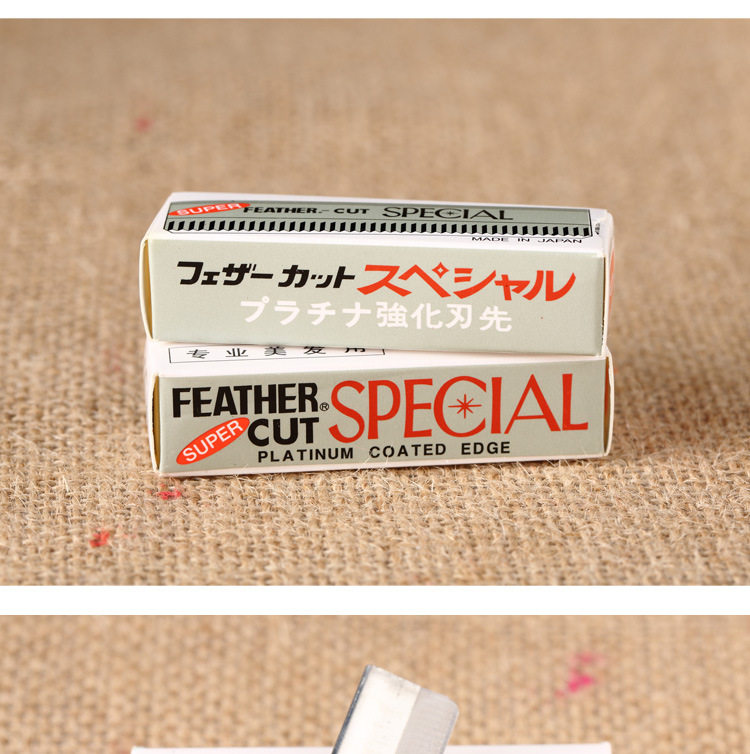 SUPER FEATHER CUT SPECIAL
MADE IN JAPAN
フェザー カット スペシャル
プラチナ強化刃先
专业美发用
FEATHER® SPECIAL
SUPER CUT
PLATINUM COATED EDGE